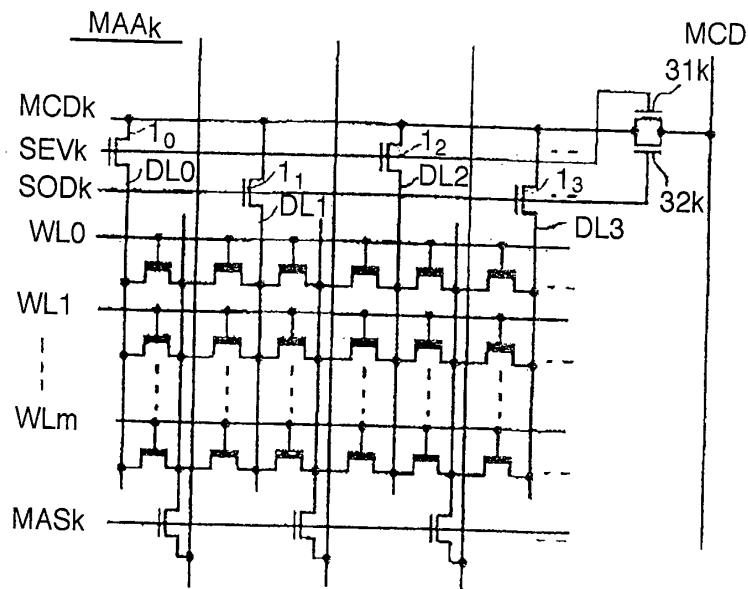 MAAk
MCD
31k
MCDk
1₀
SEVk
1₂
DL0
DL2
SODk
1₁
1₃
32k
DL1
DL3
WL0
WL1
WLm
MASk